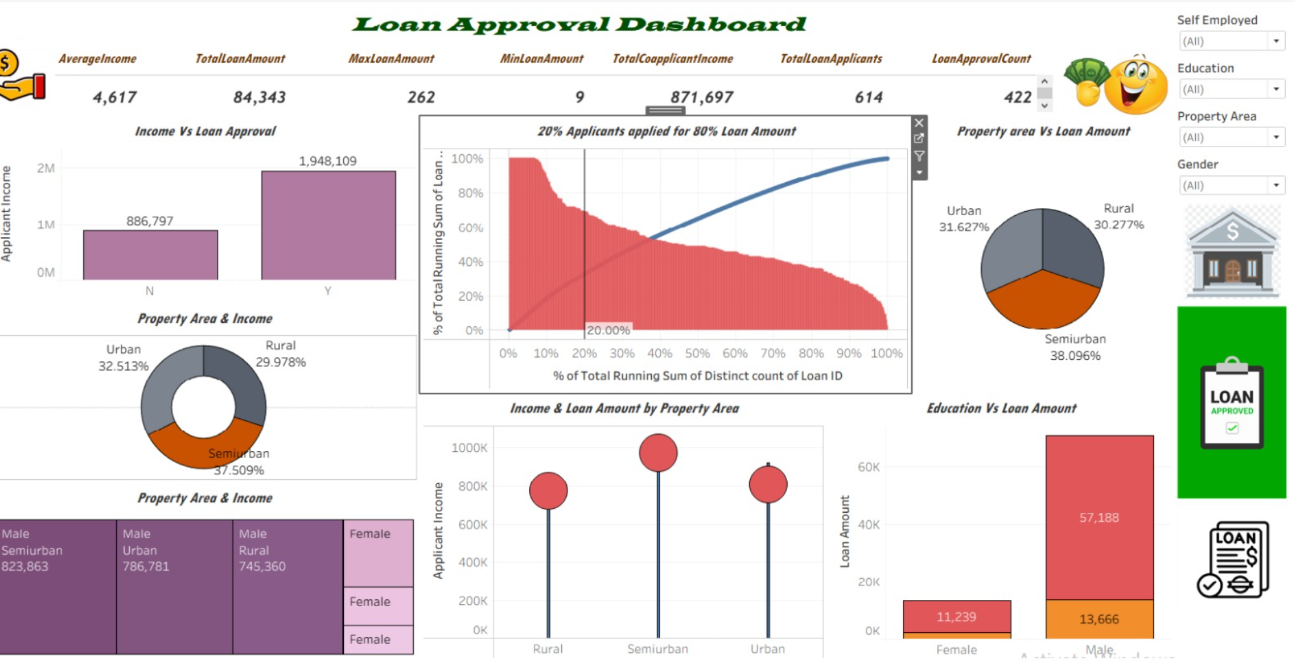 Loan Approval Dashboard
AverageIncome
TotalLoanAmount
MaxLoanAmount
MinLoanAmount
TotalCoapplicantIncome
TotalLoanApplicants
LoanApprovalCount
4,617
84,343
262
9
871,697
614
422
Self Employed
(All)
Education
(All)
Property Area
(All)
Gender
(All)
Income Vs Loan Approval
Applicant Income
2M
1M
0M
886,797
1,948,109
N
Y
20% Applicants applied for 80% Loan Amount
% of Total Running Sum of Loan ..
100%
80%
60%
40%
20%
0%
20.00%
0%
10%
20%
30%
40%
50%
60%
70%
80%
90%
100%
% of Total Running Sum of Distinct count of Loan ID
Property area Vs Loan Amount
Urban
31.627%
Rural
30.277%
Semiurban
38.096%
Property Area & Income
Urban
32.513%
Rural
29.978%
Semiurban
37.509%
Property Area & Income
Male
Semiurban
823,863
Male
Urban
786,781
Male
Rural
745,360
Female
Female
Female
Income & Loan Amount by Property Area
Applicant Income
1000K
800K
600K
400K
200K
0K
Rural
Semiurban
Urban
Education Vs Loan Amount
Loan Amount
60K
40K
20K
0K
11,239
57,188
13,666
Female
Male
$
$
LOAN
APPROVED
LOAN
$